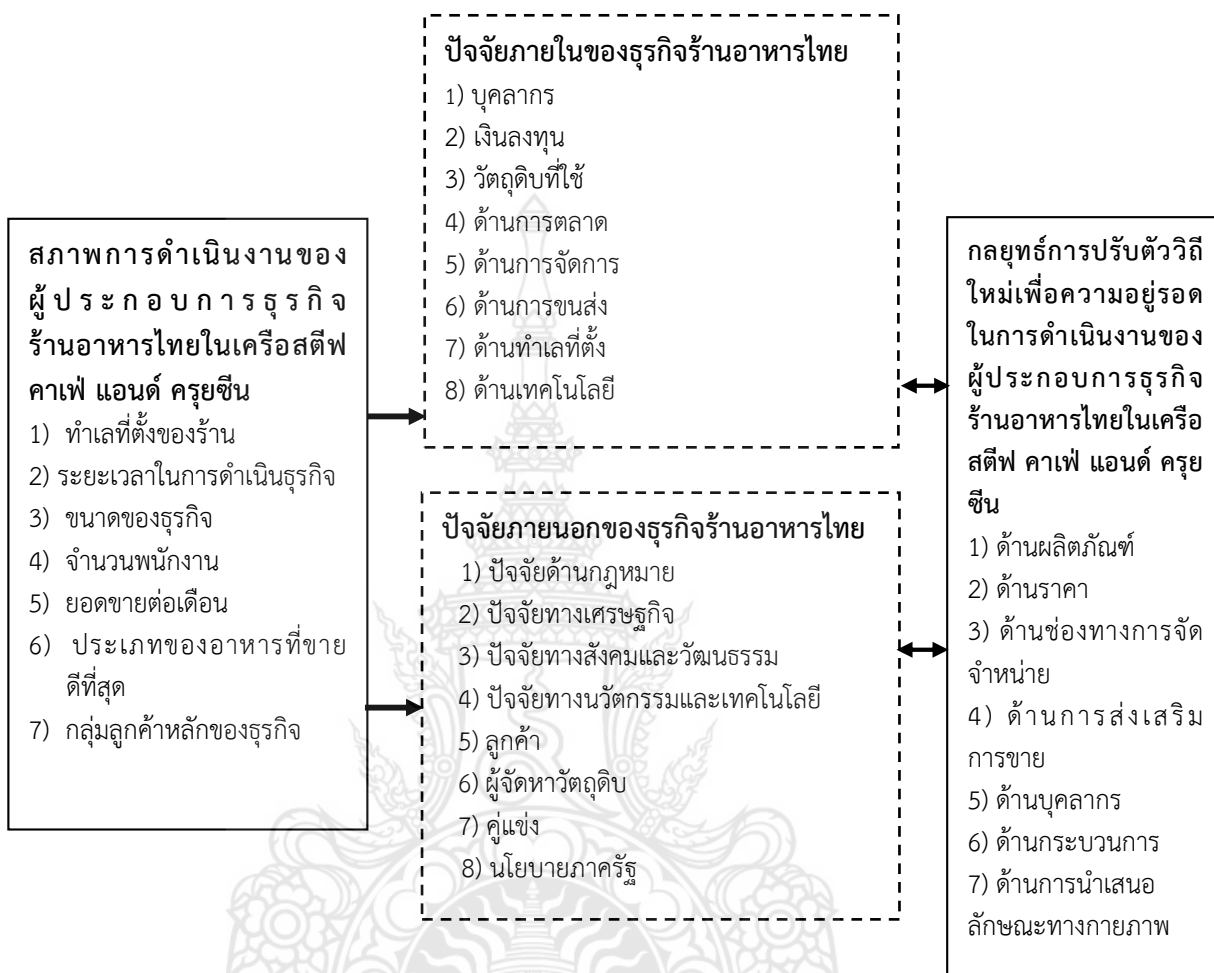 สภาพการดำเนินงานของ
ผู้ประกอบการธุรกิจ
ร้านอาหารไทยในเครือสตีฟ
คาเฟ่ แอนด์ ครุยซีน
1) ทำเลที่ตั้งของร้าน
2) ระยะเวลาในการดำเนินธุรกิจ
3) ขนาดของธุรกิจ
4) จำนวนพนักงาน
5) ยอดขายต่อเดือน
6) ประเภทของอาหารที่ขาย
ดีที่สุด
7) กลุ่มลูกค้าหลักของธุรกิจ
ปัจจัยภายในของธุรกิจร้านอาหารไทย
1) บุคลากร
2) เงินลงทุน
3) วัตถุดิบที่ใช้
4) ด้านการตลาด
5) ด้านการจัดการ
6) ด้านการขนส่ง
7) ด้านทำเลที่ตั้ง
8) ด้านเทคโนโลยี
ปัจจัยภายนอกของธุรกิจร้านอาหารไทย
1) ปัจจัยด้านกฎหมาย
2) ปัจจัยทางเศรษฐกิจ
3) ปัจจัยทางสังคมและวัฒนธรรม
4) ปัจจัยทางนวัตกรรมและเทคโนโลยี
5) ลูกค้า
6) ผู้จัดหาวัตถุดิบ
7) คู่แข่ง
8) นโยบายภาครัฐ
กลยุทธ์การปรับตัววิถี
ใหม่เพื่อความอยู่รอด
ในการดำเนินงานของ
ผู้ประกอบการธุรกิจ
ร้านอาหารไทยในเครือ
สตีฟ คาเฟ่ แอนด์ ครุย
ซีน
1) ด้านผลิตภัณฑ์
2) ด้านราคา
3) ด้านช่องทางการจัด
จำหน่าย
4) ด้านการส่งเสริม
การขาย
5) ด้านบุคลากร
6) ด้านกระบวนการ
7) ด้านการนำเสนอ
ลักษณะทางกายภาพ